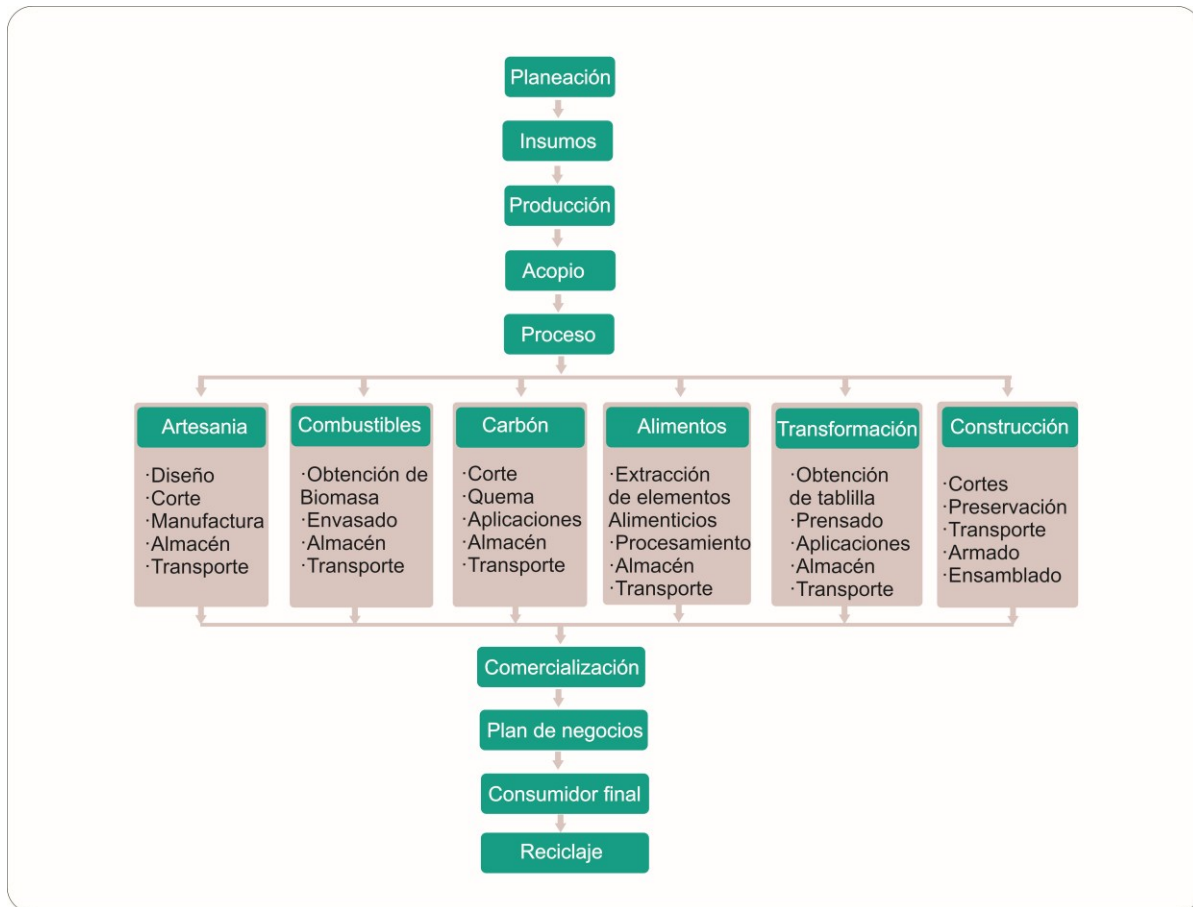 Planeación
Insumos
Producción
Acopio
Proceso
Artesania
·Diseño
·Corte
·Manufactura
·Almacén
·Transporte
Combustibles
·Obtención de
Biomasa
·Envasado
·Almacén
·Transporte
Carbón
·Corte
·Quema
·Aplicaciones
·Almacén
·Transporte
Alimentos
·Extracción
de elementos
Alimenticios
·Procesamiento
·Almacén
·Transporte
Transformación
·Obtención
de tablilla
·Prensado
·Aplicaciones
·Almacén
·Transporte
Construcción
·Cortes
·Preservación
·Transporte
·Armado
·Ensamblado
Comercialización
Plan de negocios
Consumidor final
Reciclaje